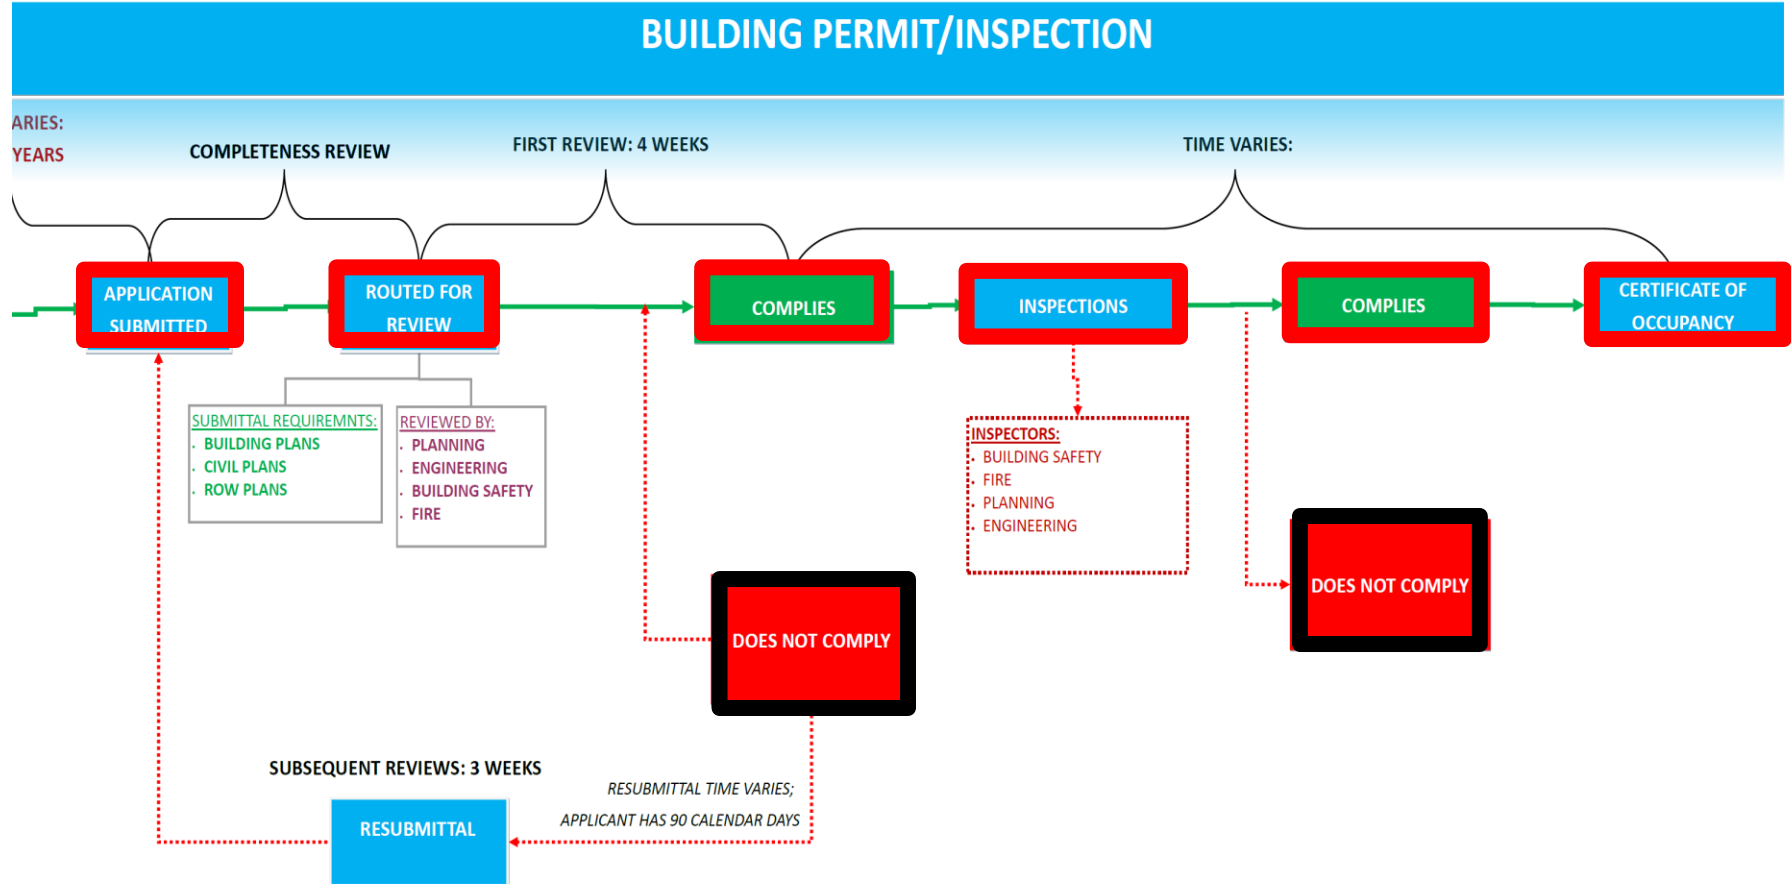 BUILDING PERMIT/INSPECTION
ARIES:
YEARS
COMPLETENESS REVIEW
FIRST REVIEW: 4 WEEKS
TIME VARIES:
APPLICATION
SUBMITTED
ROUTED FOR
REVIEW
COMPLIES
INSPECTIONS
COMPLIES
CERTIFICATE OF
OCCUPANCY
SUBMITTAL REQUIREMNTS:
. BUILDING PLANS
. CIVIL PLANS
. ROW PLANS
REVIEWED BY:
. PLANNING
. ENGINEERING
. BUILDING SAFETY
. FIRE
INSPECTORS:
. BUILDING SAFETY
. FIRE
. PLANNING
. ENGINEERING
DOES NOT COMPLY
DOES NOT COMPLY
SUBSEQUENT REVIEWS: 3 WEEKS
RESUBMITTAL TIME VARIES;
APPLICANT HAS 90 CALENDAR DAYS
RESUBMITTAL